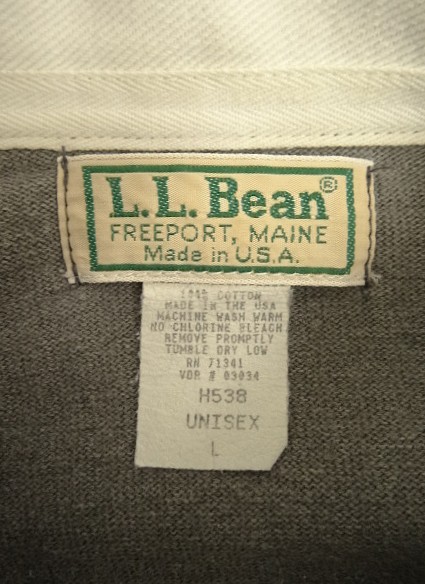 L.L.Bean®
FREEPORT, MAINE
Made in U.S.A.
100% COTTON
MADE IN THE USA
MACHINE WASH WARM
NO CHLORINE BLEACH
REMOVE PROMPTLY
TUMBLE DRY LOW
RN 71341
VDR # 03034
H538
UNISEX
L